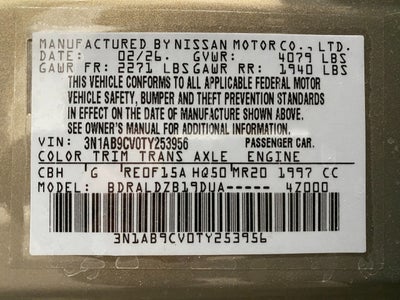 MANUFACTURED BY NISSAN MOTOR CO., LTD.
DATE: 02/26. GVWR: 4079 LBS
GAWR FR: 2271 LBS GAWR RR: 1940 LBS
THIS VEHICLE CONFORMS TO ALL APPLICABLE FEDERAL MOTOR
VEHICLE SAFETY, BUMPER AND THEFT PREVENTION STANDARDS
IN EFFECT ON THE DATE OF MANUFACTURE SHOWN ABOVE.
SEE OWNER'S MANUAL FOR ADDITIONAL INFORMATION.
VIN: 3N1AB9CV0TY253956 PASSENGER CAR.
COLOR TRIM TRANS AXLE ENGINE
CBH G RE0F15A HQ50 MR20 1997 CC
MODEL: BDRALDZB19DUA----- 4Z000
3N1AB9CV0TY253956